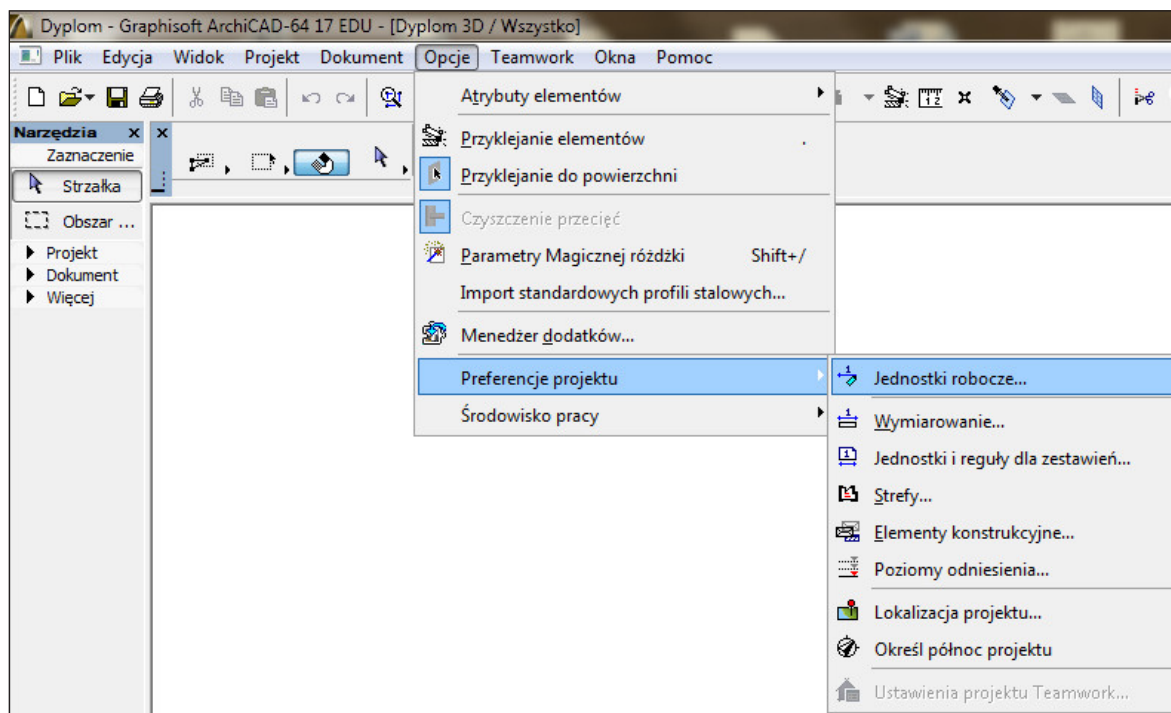 Dyplom - Graphisoft ArchiCAD-64 17 EDU - [Dyplom 3D / Wszystko]
Plik Edycja Widok Projekt Dokument Opcje Teamwork Okna Pomoc
Narzędzia x x
Zaznaczenie
Strzałka
Obszar ...
Projekt
Dokument
Więcej
Atrybuty elementów
Przyklejanie elementów .
Przyklejanie do powierzchni
Czyszczenie przecięć
Parametry Magicznej różdżki Shift+/
Import standardowych profili stalowych...
Menedżer dodatków...
Preferencje projektu
Środowisko pracy
Jednostki robocze...
Wymiarowanie...
Jednostki i reguły dla zestawień...
Strefy...
Elementy konstrukcyjne...
Poziomy odniesienia...
Lokalizacja projektu...
Określ północ projektu
Ustawienia projektu Teamwork...